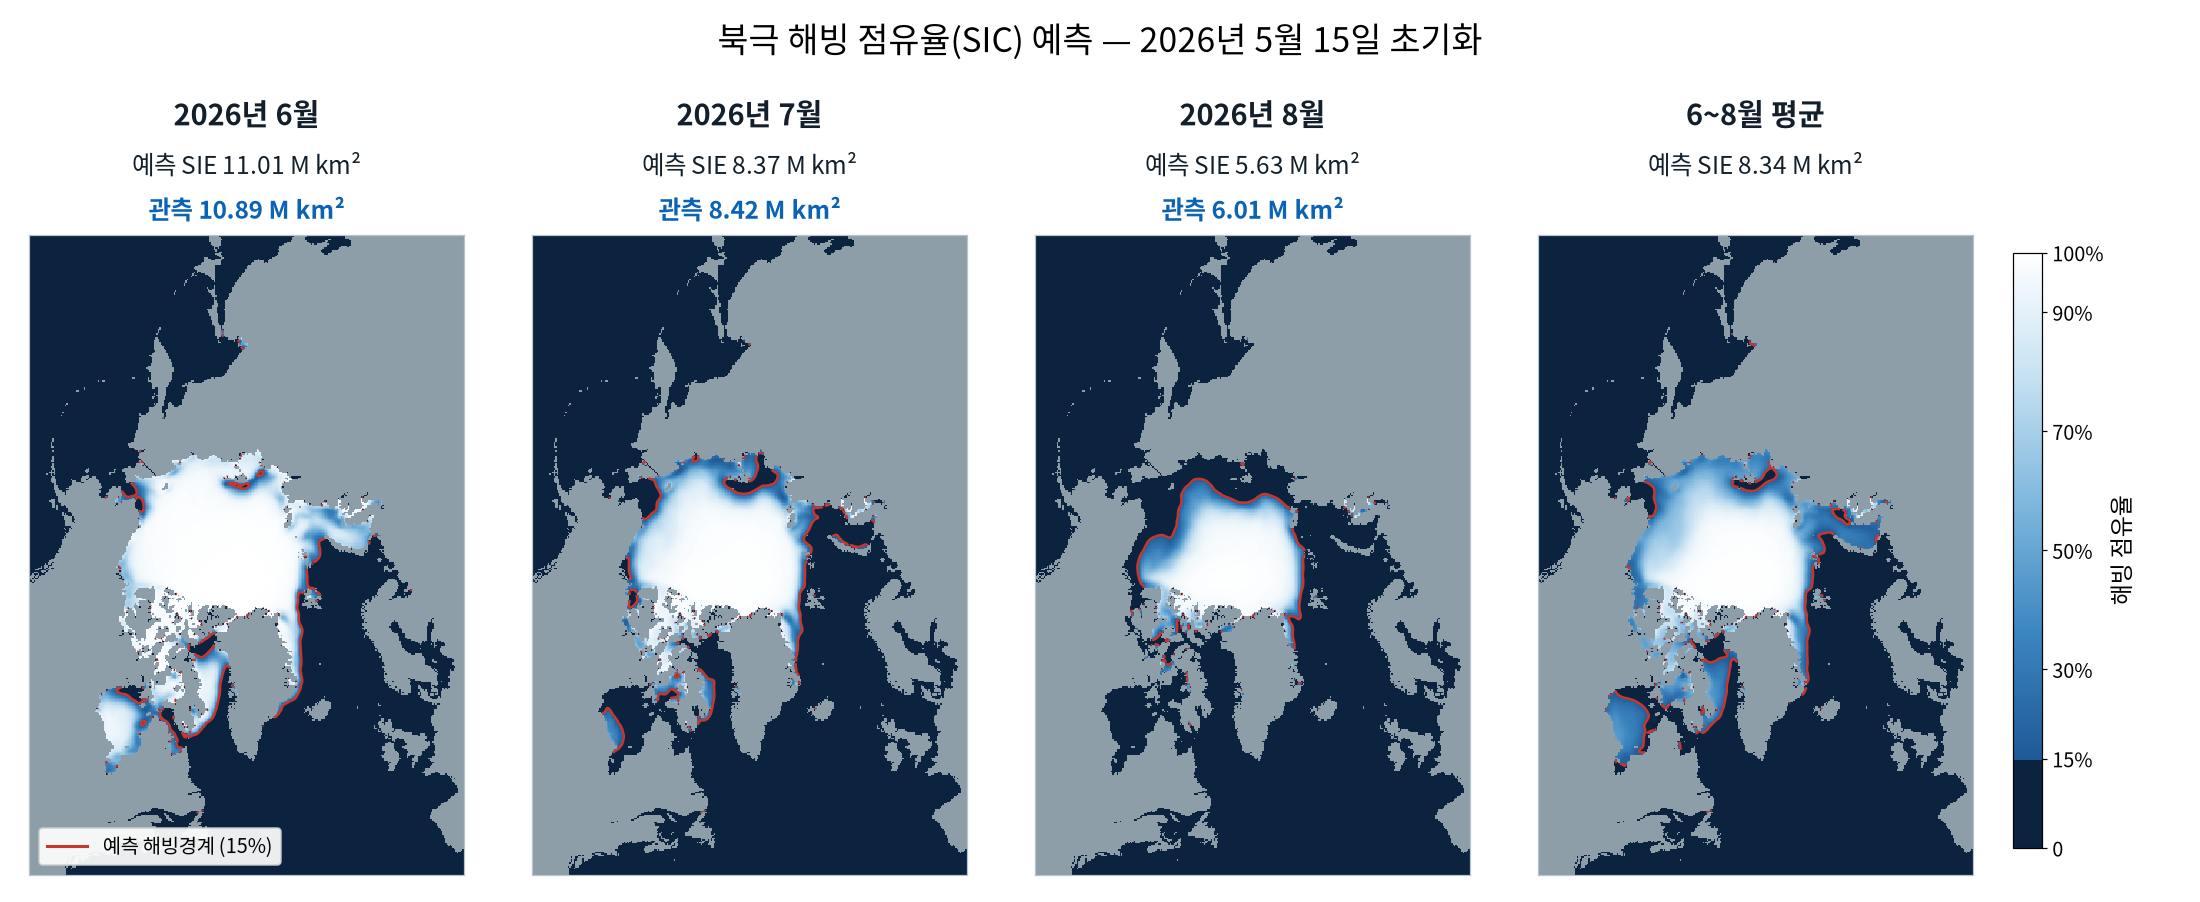 북극 해빙 점유율(SIC) 예측 — 2026년 5월 15일 초기화
2026년 6월
예측 SIE 11.01 M km²
관측 10.89 M km²
2026년 7월
예측 SIE 8.37 M km²
관측 8.42 M km²
2026년 8월
예측 SIE 5.63 M km²
관측 6.01 M km²
6~8월 평균
예측 SIE 8.34 M km²
예측 해빙경계 (15%)
100%
90%
70%
50%
30%
15%
0
해빙 점유율